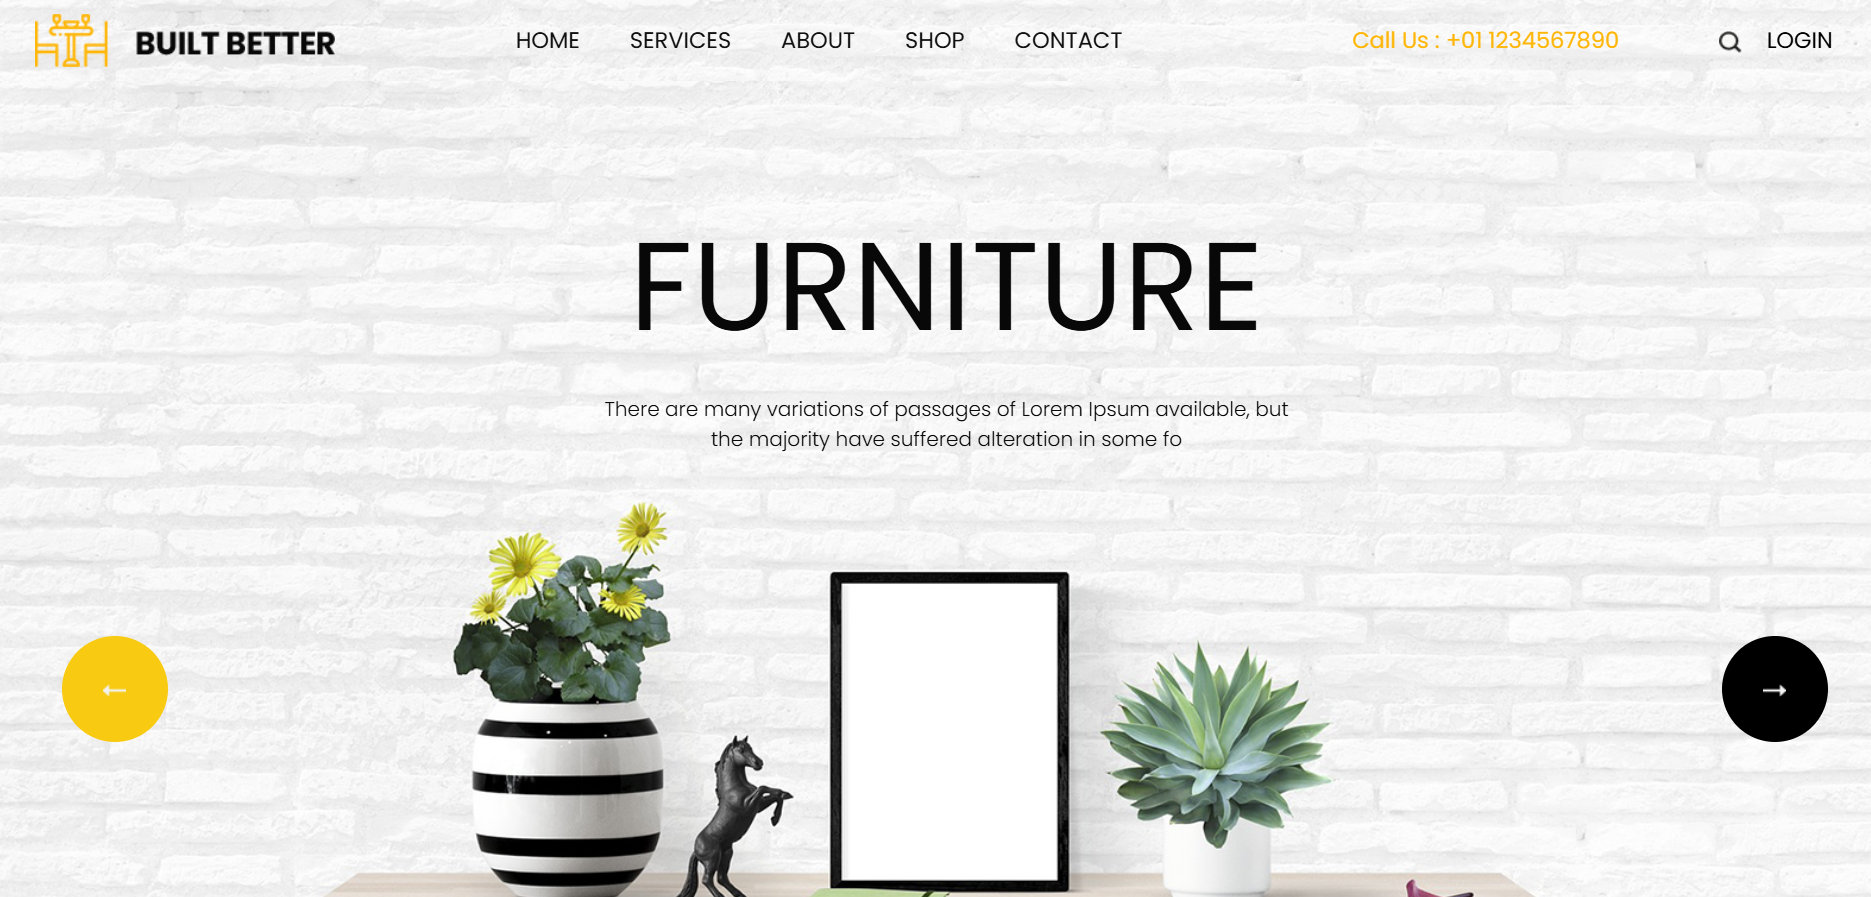 BUILT BETTER
HOME SERVICES ABOUT SHOP CONTACT
Call Us : +01 1234567890
LOGIN
FURNITURE
There are many variations of passages of Lorem Ipsum available, but
the majority have suffered alteration in some fo